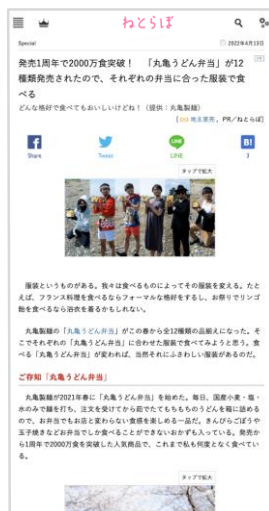 ねとらぼ
Special
2022年4月13日
発売1周年で2000万食突破！ 「丸亀うどん弁当」が12
種類発売されたので、それぞれの弁当に合った服装で食
べる
どんな格好で食べてもおいしいけどね！（提供：丸亀製麺）
[地主恵亮，PR／ねとらぼ]
Share
Tweet
LINE
B!
3
タップで拡大
服装というものがある。我々は食べるものによってその服装を変える。たと
えば、フランス料理を食べるならフォーマルな格好をするし、お祭りでリンゴ
飴を食べるなら浴衣を着るかもしれない。
丸亀製麺の「丸亀うどん弁当」がこの春から全12種類の品揃えになった。そ
こでそれぞれの「丸亀うどん弁当」に合わせた服装で食べてみようと思う。食
べる「丸亀うどん弁当」が変われば、当然それにふさわしい服装があるのだ。
ご存知「丸亀うどん弁当」
丸亀製麺が2021年春に「丸亀うどん弁当」を始めた。毎日、国産小麦・塩・
水のみで麺を打ち、注文を受けてから茹でたてもちもちのうどんを箱に詰める
ので、お弁当でもお店と変わらない食感を楽しめる一品だ。きんぴらごぼうや
玉子焼きなどお弁当でしか食べることができないおかずも入っている。発売か
ら1周年で2000万食を突破した人気商品で、これまで私も何度となく食べてい
る。
タップで拡大